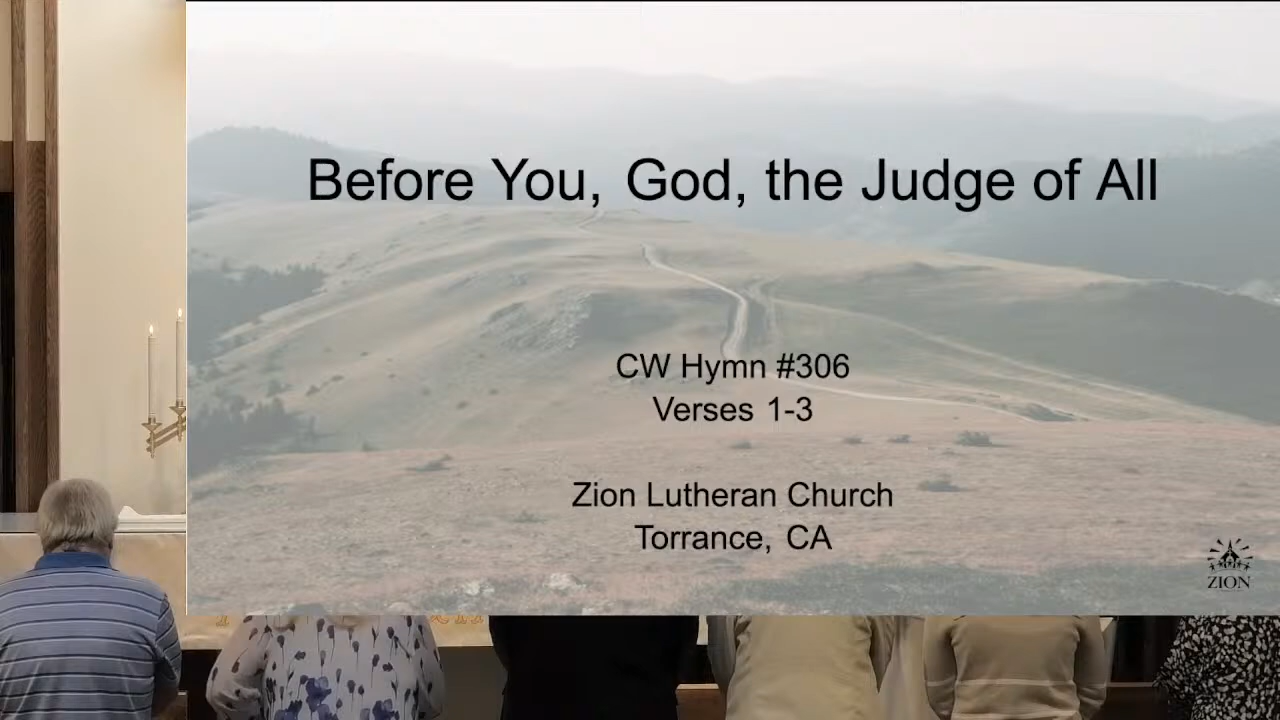 Before You, God, the Judge of All
CW Hymn #306
Verses 1-3
Zion Lutheran Church
Torrance, CA
ZION